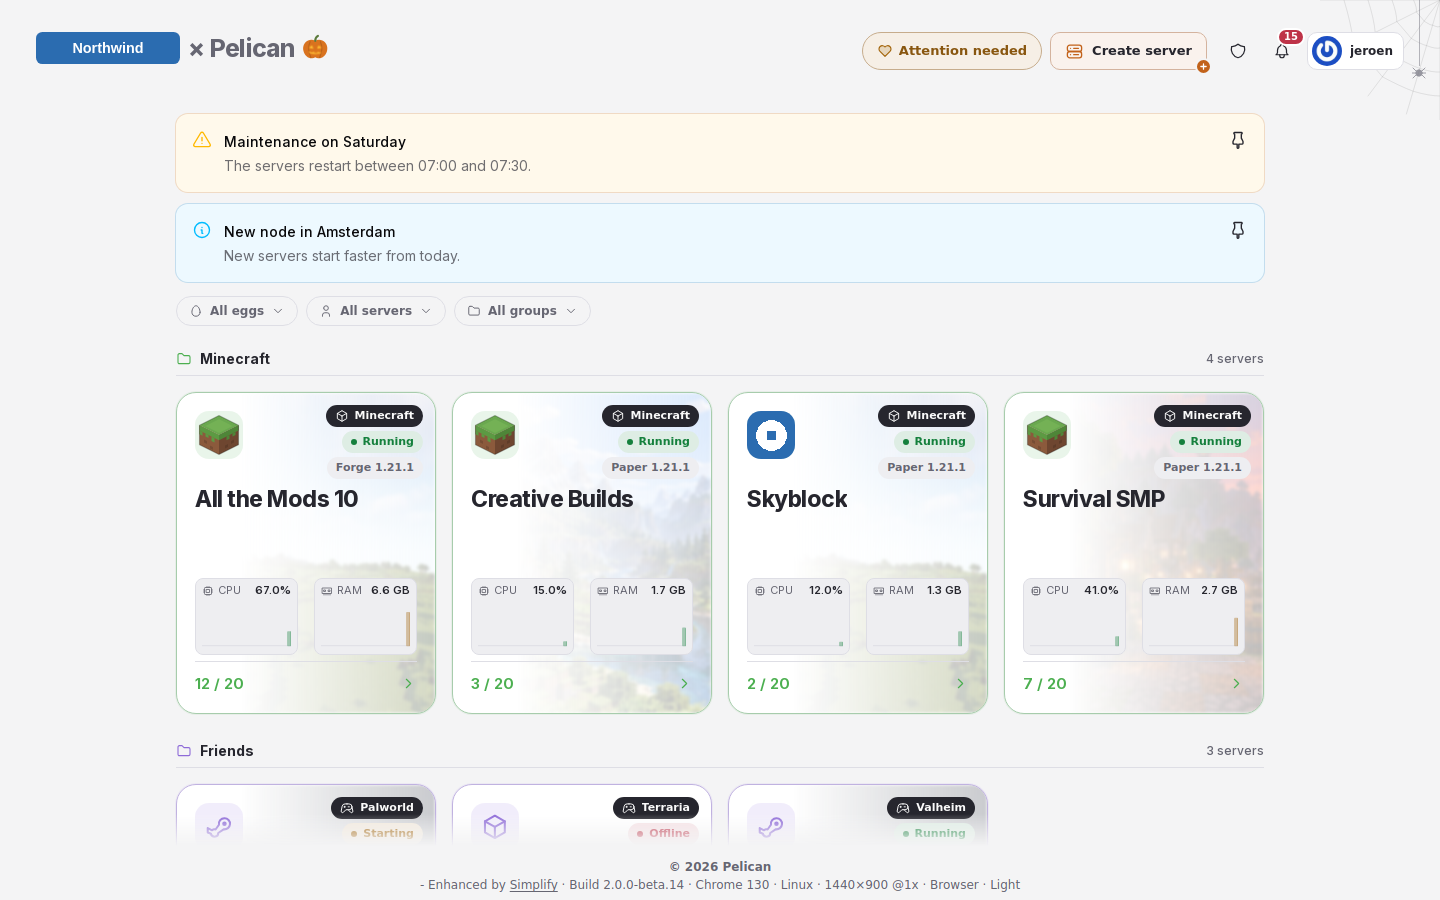 Northwind
× Pelican
Attention needed
Create server
15
jeroen
Maintenance on Saturday
The servers restart between 07:00 and 07:30.
New node in Amsterdam
New servers start faster from today.
All eggs
All servers
All groups
Minecraft
4 servers
Minecraft
Running
Forge 1.21.1
All the Mods 10
CPU 67.0%
RAM 6.6 GB
12 / 20
Minecraft
Running
Paper 1.21.1
Creative Builds
CPU 15.0%
RAM 1.7 GB
3 / 20
Minecraft
Running
Paper 1.21.1
Skyblock
CPU 12.0%
RAM 1.3 GB
2 / 20
Minecraft
Running
Paper 1.21.1
Survival SMP
CPU 41.0%
RAM 2.7 GB
7 / 20
Friends
3 servers
Palworld
Starting
Terraria
Offline
Valheim
Running
© 2026 Pelican
- Enhanced by Simplify · Build 2.0.0-beta.14 · Chrome 130 · Linux · 1440×900 @1x · Browser · Light